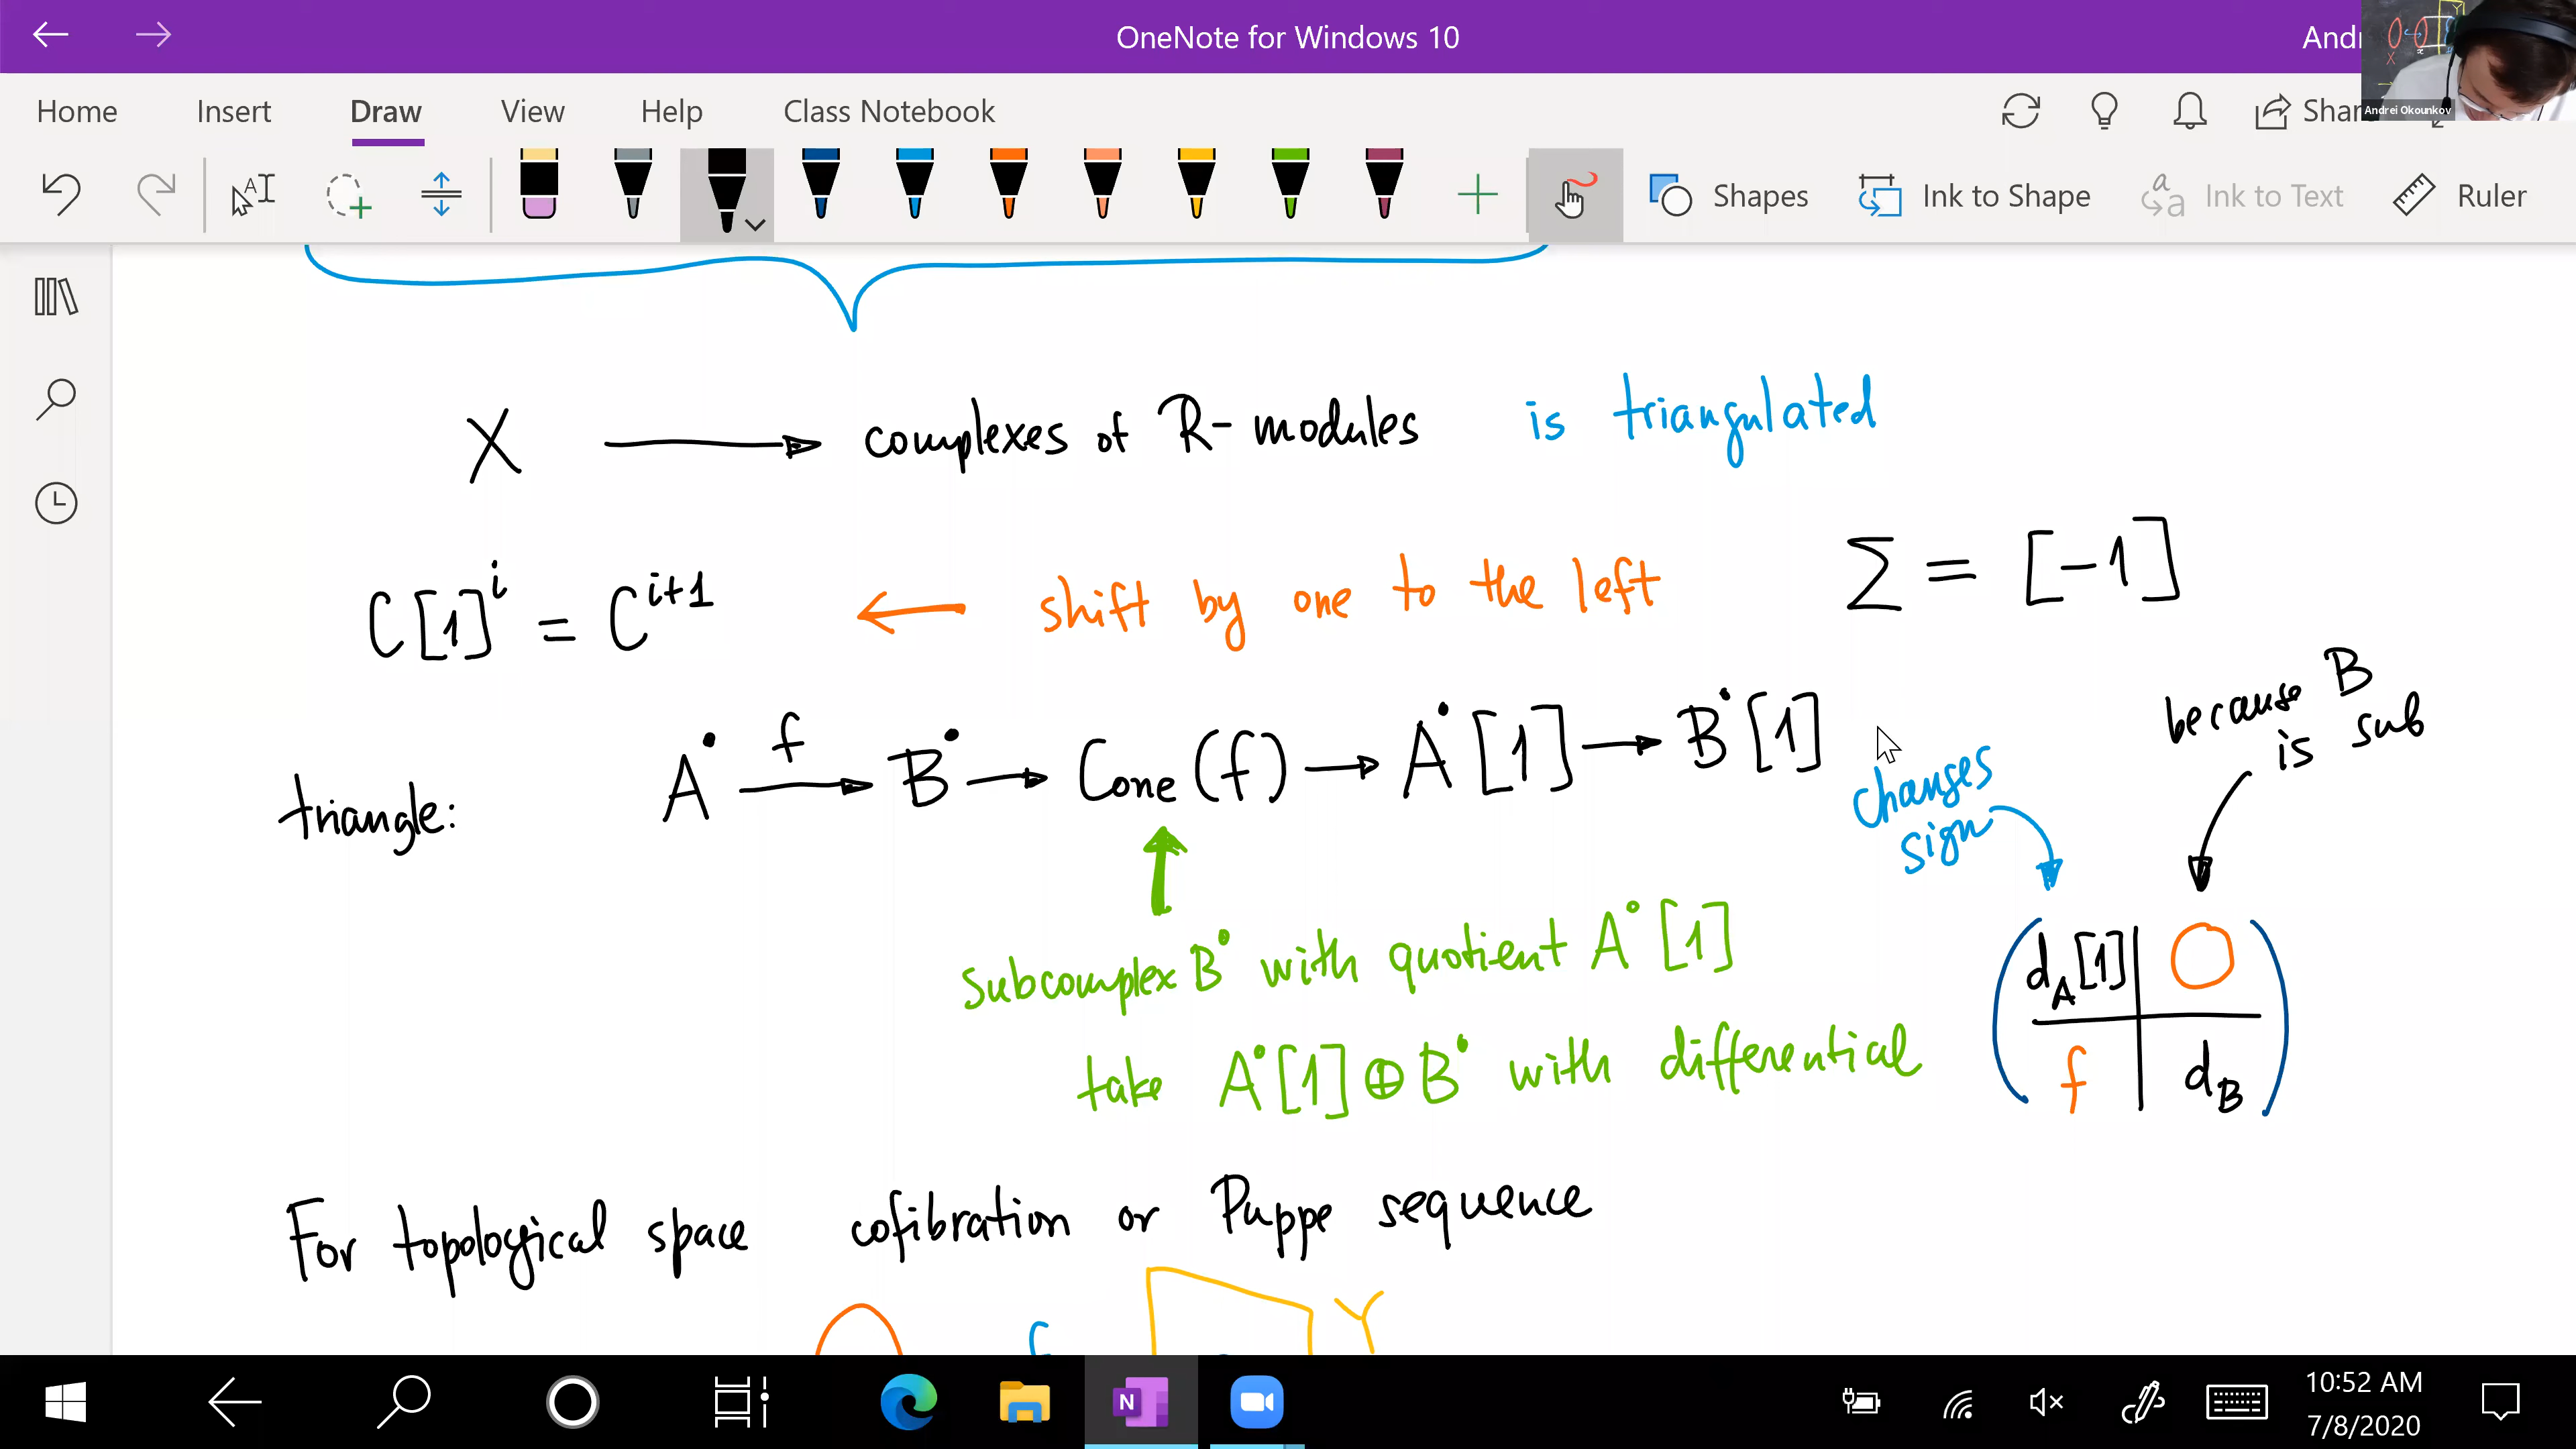 OneNote for Windows 10
Andrei Okounkov
Home Insert Draw View Help Class Notebook
Shapes Ink to Shape Ink to Text Ruler
X → complexes of R-modules is triangulated
C[1]ⁱ = Cⁱ⁺¹ ← shift by one to the left Σ = [-1]
because B
is sub
triangle: A• f→ B• → Cone(f) → A•[1] → B•[1]
changes
sign
subcomplex B• with quotient A•[1]
take A•[1] ⊕ B• with differential
d_A[1] | 0
f | d_B
For topological space cofibration or Puppe sequence
Y
10:52 AM
7/8/2020